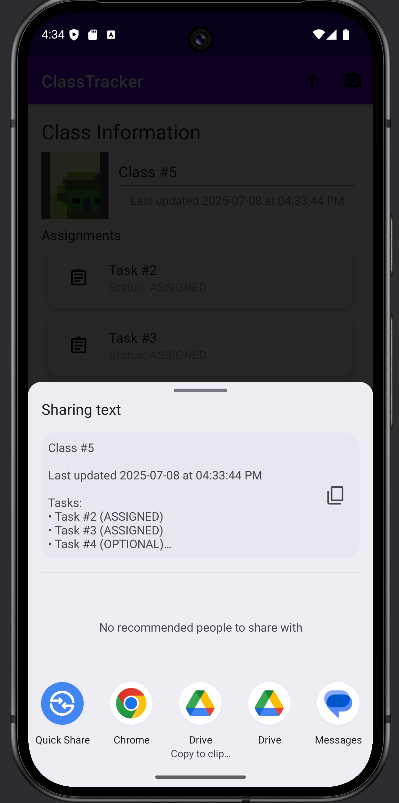 4:34
ClassTracker
Class Information
Class #5
Last updated 2025-07-08 at 04:33:44 PM
Assignments
Task #2
Status: ASSIGNED
Task #3
Status: ASSIGNED
Sharing text
Class #5
Last updated 2025-07-08 at 04:33:44 PM
Tasks:
• Task #2 (ASSIGNED)
• Task #3 (ASSIGNED)
• Task #4 (OPTIONAL)…
No recommended people to share with
Quick Share
Chrome
Drive
Copy to clip…
Drive
Messages